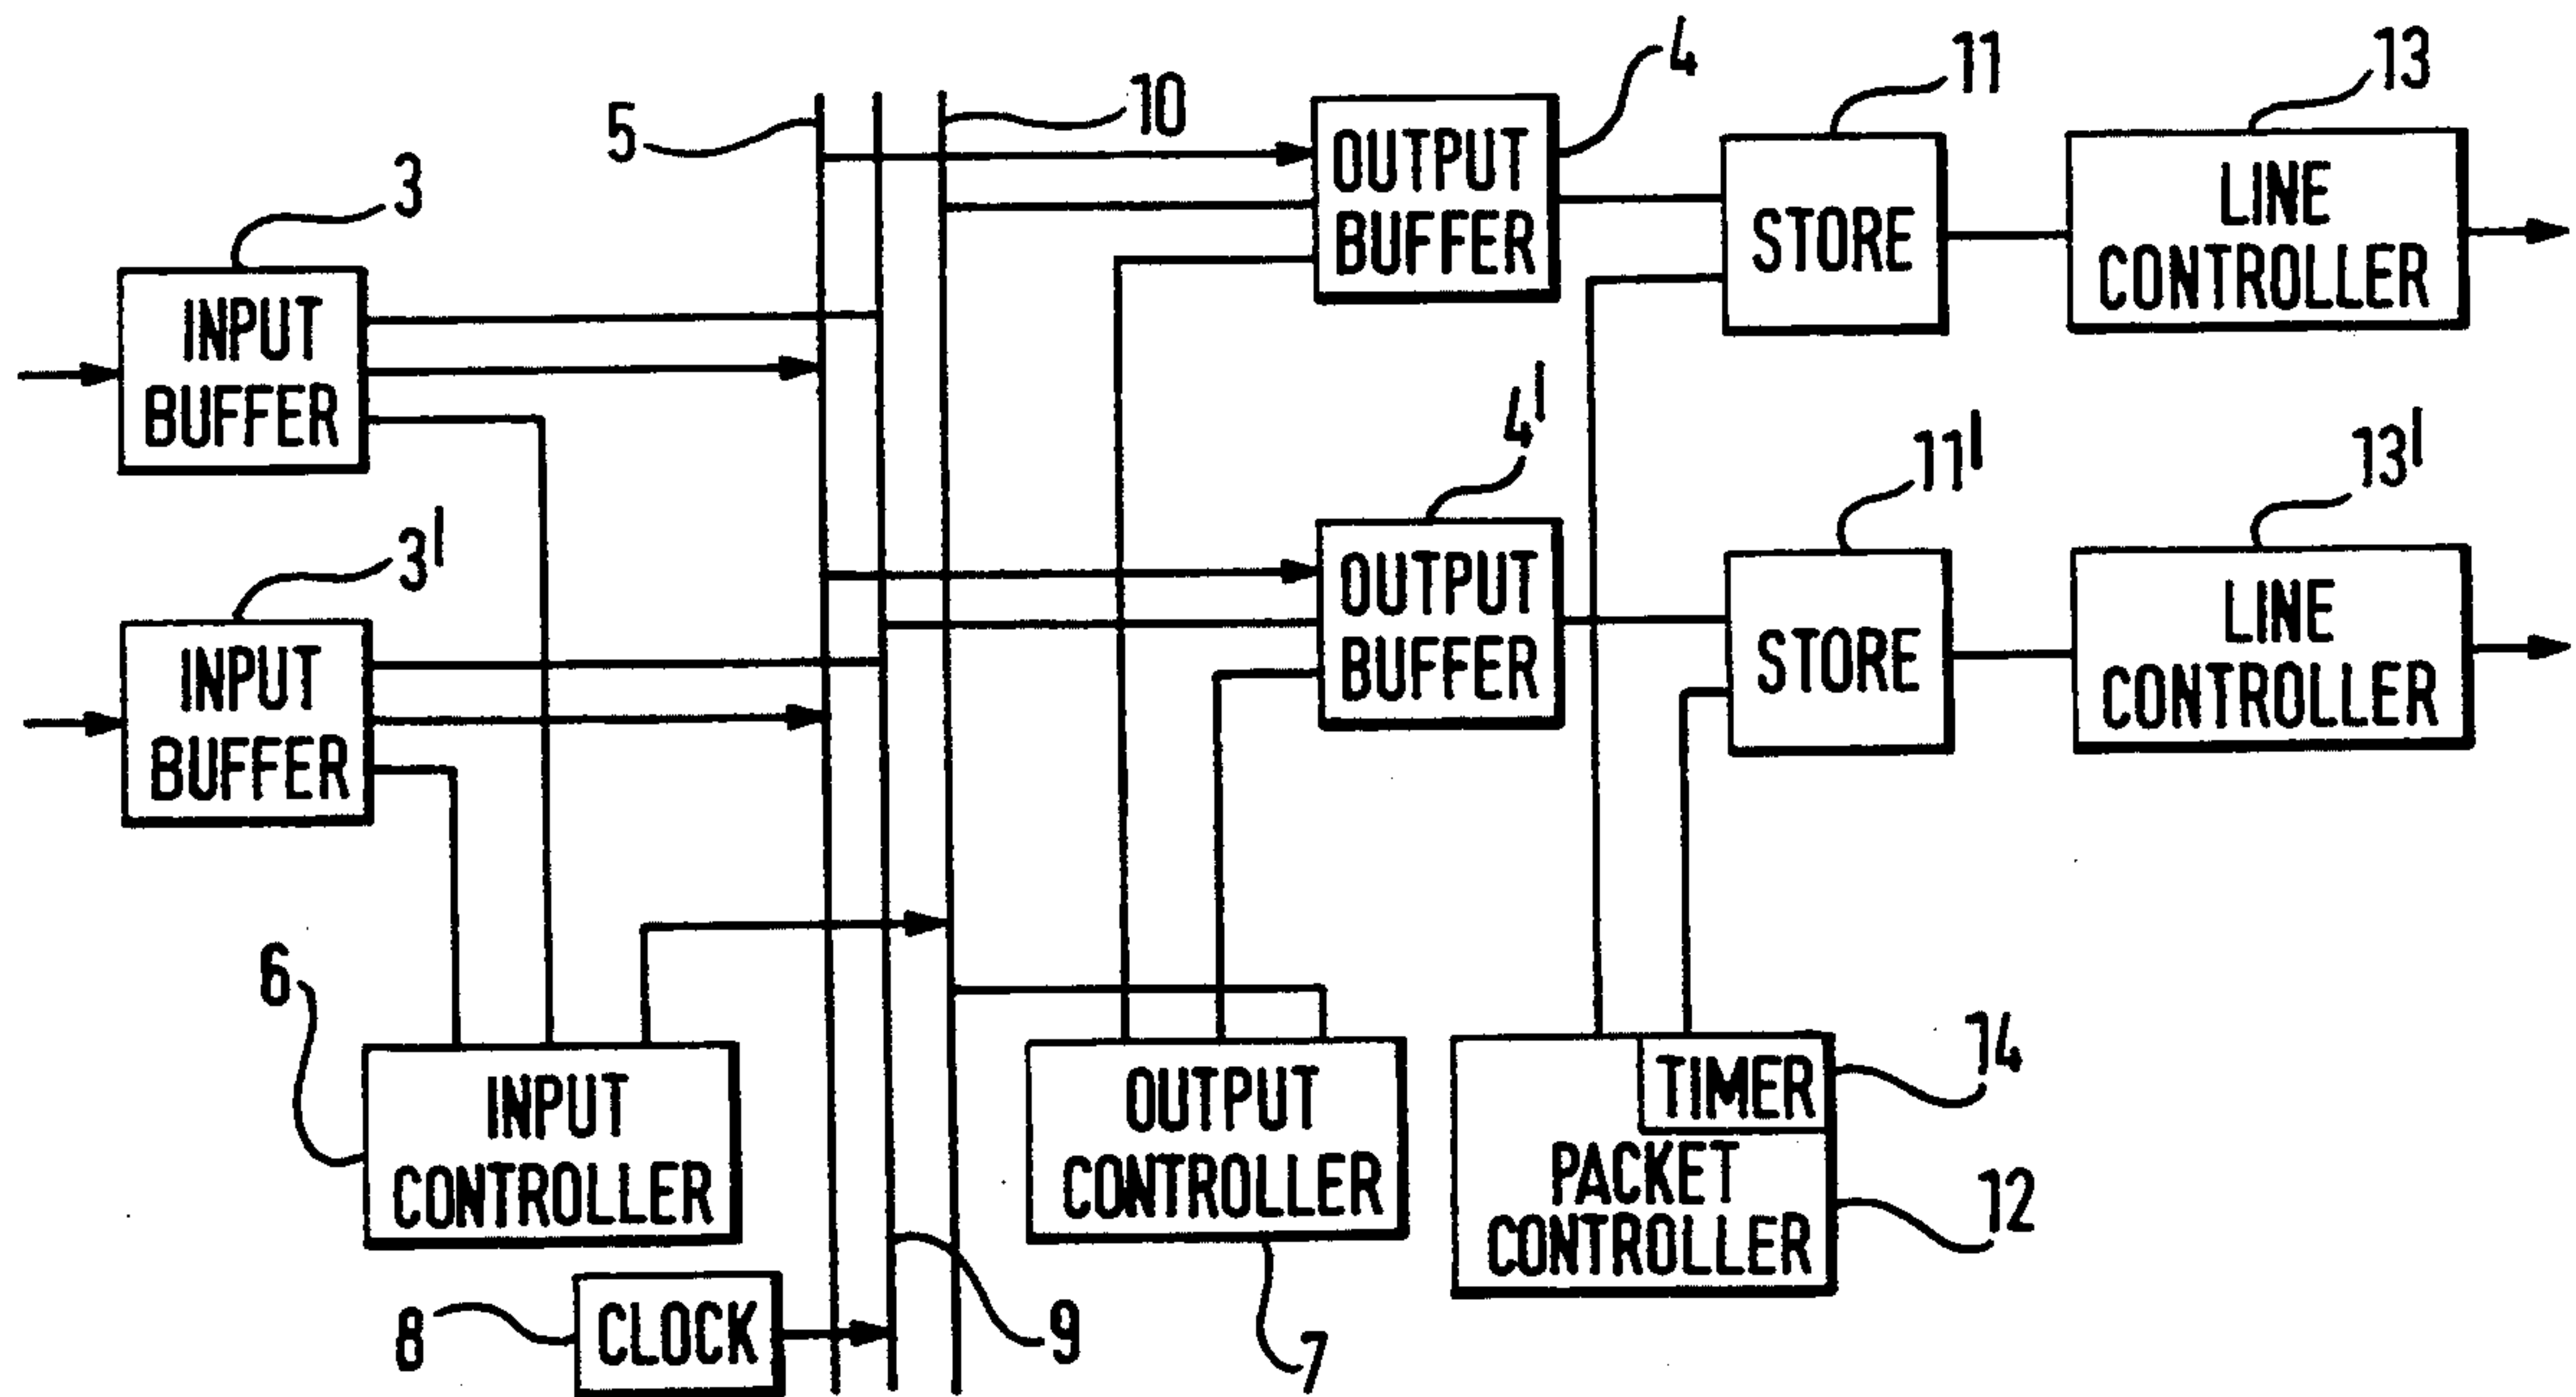 4
11
13
5
10
3
OUTPUT
BUFFER
STORE
LINE
CONTROLLER
INPUT
BUFFER
4'
11'
13'
3'
OUTPUT
BUFFER
STORE
LINE
CONTROLLER
INPUT
BUFFER
6
INPUT
CONTROLLER
OUTPUT
CONTROLLER
TIMER
14
PACKET
CONTROLLER
12
8
CLOCK
9
7